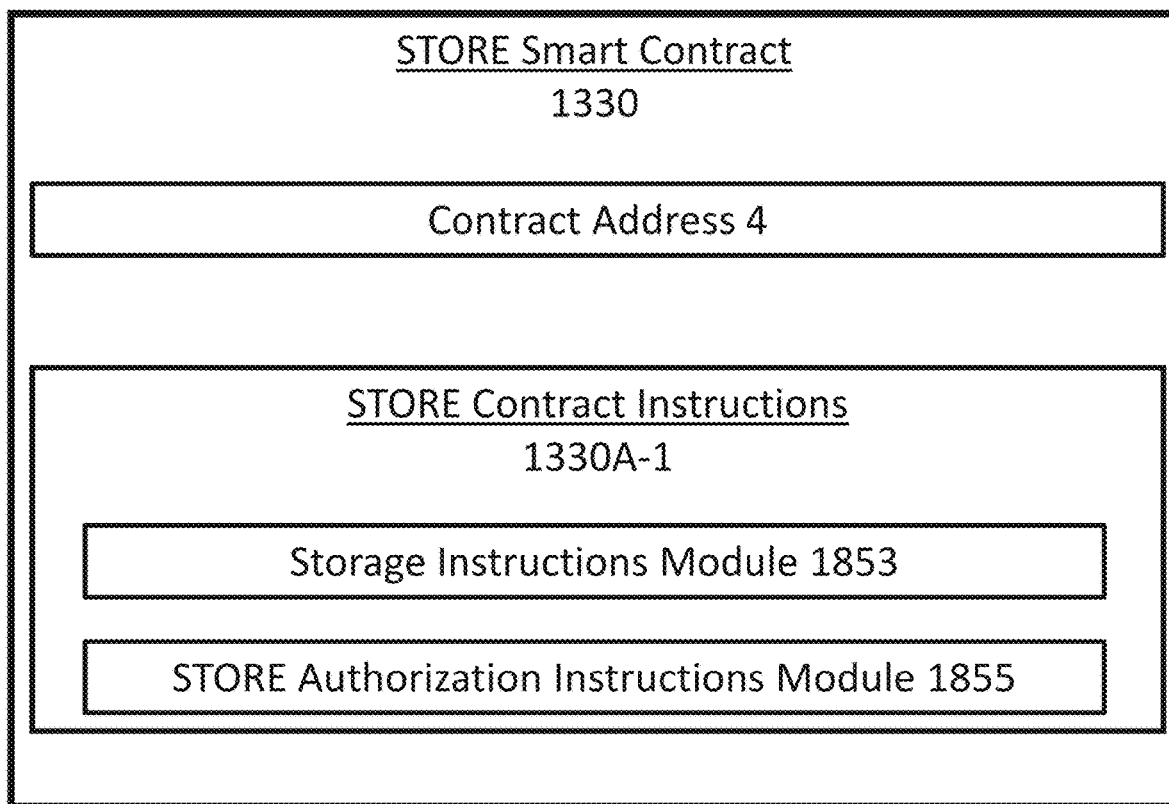 STORE Smart Contract
1330
Contract Address 4
STORE Contract Instructions
1330A-1
Storage Instructions Module 1853
STORE Authorization Instructions Module 1855